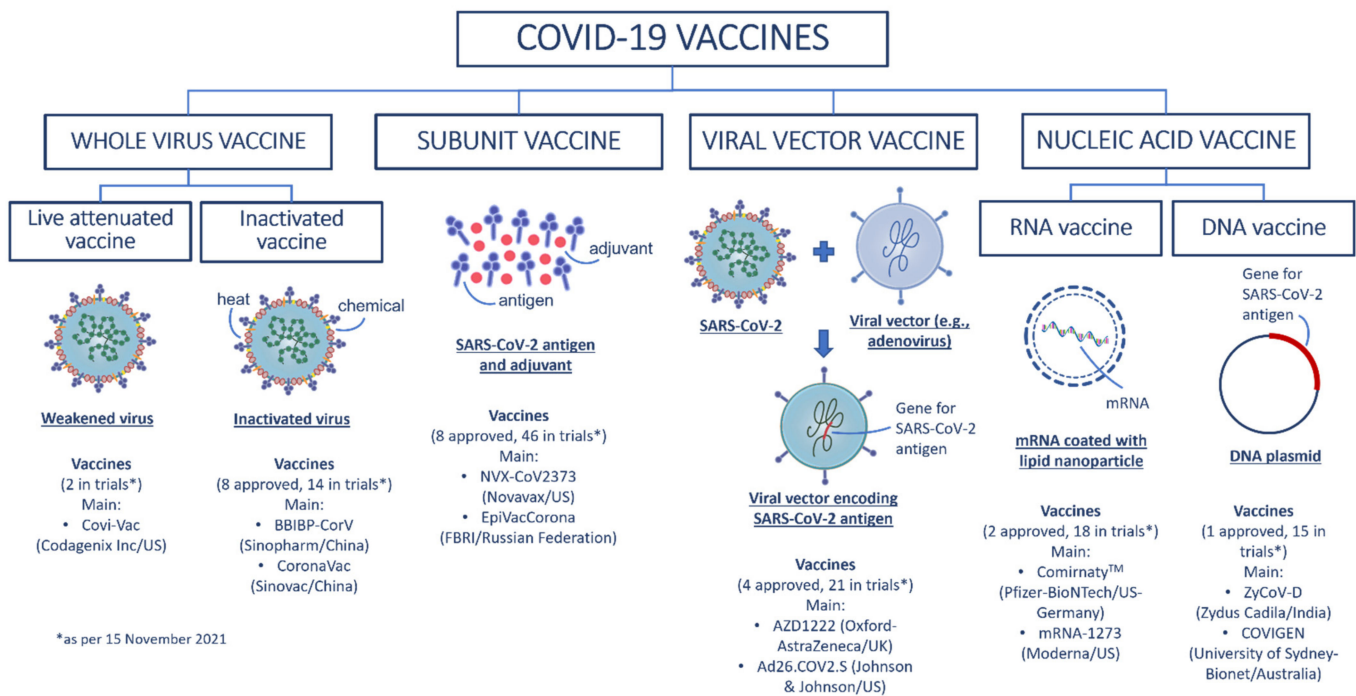 COVID-19 VACCINES
WHOLE VIRUS VACCINE
SUBUNIT VACCINE
VIRAL VECTOR VACCINE
NUCLEIC ACID VACCINE
Live attenuated
vaccine
Inactivated
vaccine
RNA vaccine
DNA vaccine
Weakened virus
Vaccines
(2 in trials*)
Main:
• Covi-Vac
(Codagenix Inc/US)
heat
chemical
Inactivated virus
Vaccines
(8 approved, 14 in trials*)
Main:
• BBIBP-CorV
(Sinopharm/China)
• CoronaVac
(Sinovac/China)
adjuvant
antigen
SARS-CoV-2 antigen
and adjuvant
Vaccines
(8 approved, 46 in trials*)
Main:
• NVX-CoV2373
(Novavax/US)
• EpiVacCorona
(FBRI/Russian Federation)
SARS-CoV-2
Viral vector (e.g.,
adenovirus)
Gene for
SARS-CoV-2
antigen
Viral vector encoding
SARS-CoV-2 antigen
Vaccines
(4 approved, 21 in trials*)
Main:
• AZD1222 (Oxford-
AstraZeneca/UK)
• Ad26.COV2.S (Johnson
& Johnson/US)
mRNA
mRNA coated with
lipid nanoparticle
Vaccines
(2 approved, 18 in trials*)
Main:
• Comirnaty™
(Pfizer-BioNTech/US-
Germany)
• mRNA-1273
(Moderna/US)
Gene for
SARS-CoV-2
antigen
DNA plasmid
Vaccines
(1 approved, 15 in
trials*)
Main:
• ZyCoV-D
(Zydus Cadila/India)
• COVIGEN
(University of Sydney-
Bionet/Australia)
*as per 15 November 2021